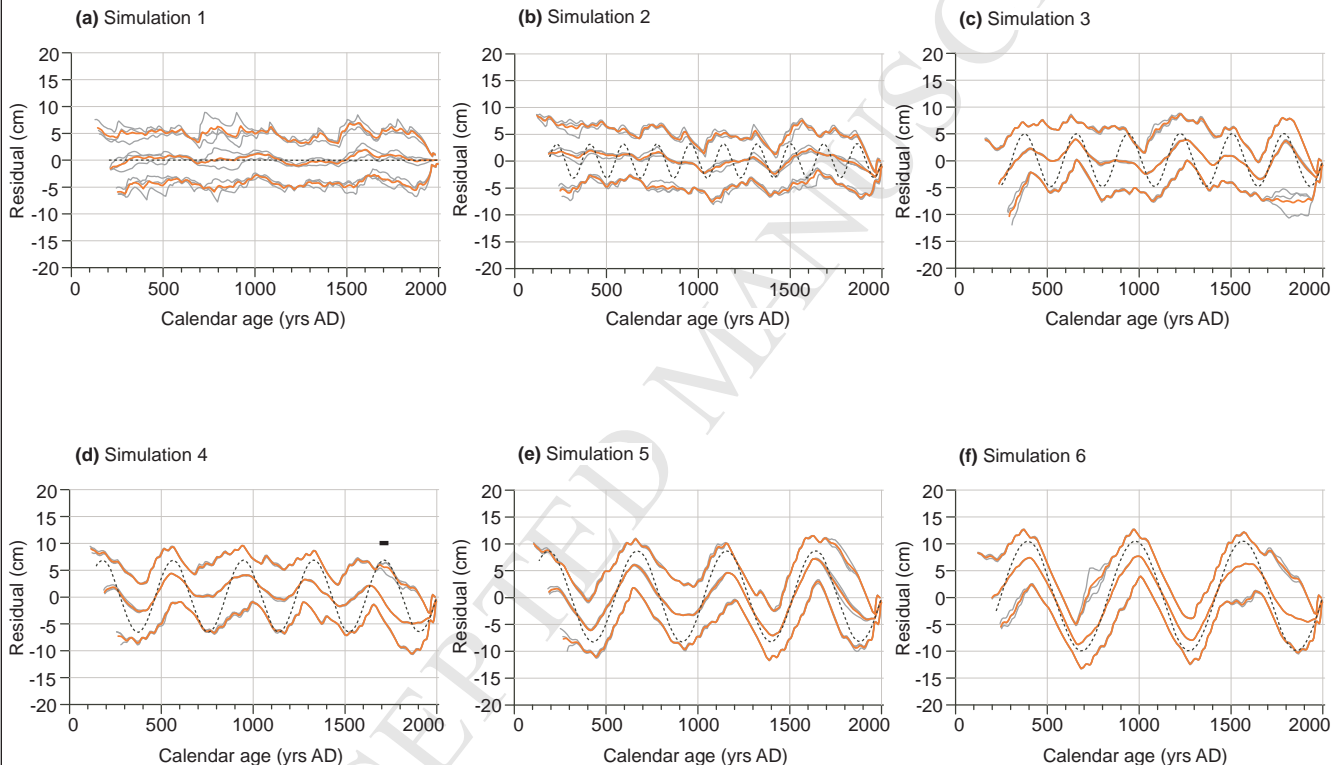 (a) Simulation 1
(b) Simulation 2
(c) Simulation 3
20
15
10
5
0
-5
-10
-15
-20
Residual (cm)
0 500 1000 1500 2000
Calendar age (yrs AD)
20
15
10
5
0
-5
-10
-15
-20
Residual (cm)
0 500 1000 1500 2000
Calendar age (yrs AD)
20
15
10
5
0
-5
-10
-15
-20
Residual (cm)
0 500 1000 1500 2000
Calendar age (yrs AD)
(d) Simulation 4
(e) Simulation 5
(f) Simulation 6
20
15
10
5
0
-5
-10
-15
-20
Residual (cm)
0 500 1000 1500 2000
Calendar age (yrs AD)
20
15
10
5
0
-5
-10
-15
-20
Residual (cm)
0 500 1000 1500 2000
Calendar age (yrs AD)
20
15
10
5
0
-5
-10
-15
-20
Residual (cm)
0 500 1000 1500 2000
Calendar age (yrs AD)
CEPTED MANUSC